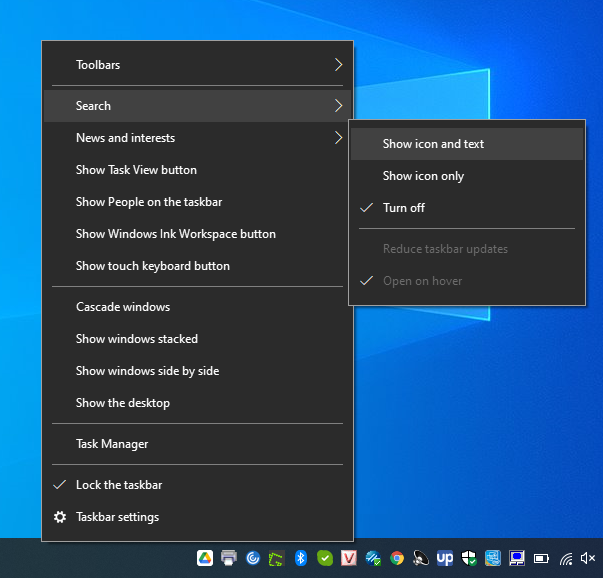 Toolbars
Search
News and interests
Show Task View button
Show People on the taskbar
Show Windows Ink Workspace button
Show touch keyboard button
Cascade windows
Show windows stacked
Show windows side by side
Show the desktop
Task Manager
Lock the taskbar
Taskbar settings
Show icon and text
Show icon only
Turn off
Reduce taskbar updates
Open on hover
V
up